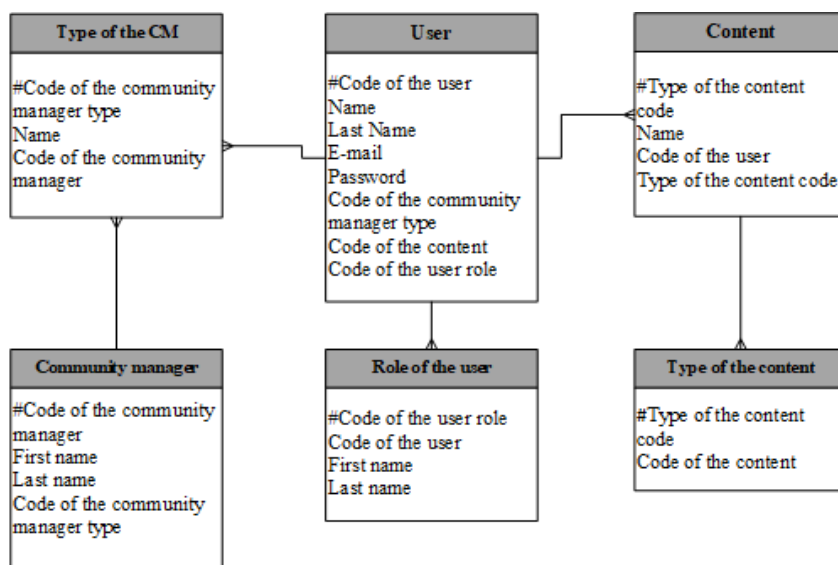 Type of the CM
#Code of the community
manager type
Name
Code of the community
manager
User
#Code of the user
Name
Last Name
E-mail
Password
Code of the community
manager type
Code of the content
Code of the user role
Content
#Type of the content
code
Name
Code of the user
Type of the content code
Community manager
#Code of the community
manager
First name
Last name
Code of the community
manager type
Role of the user
#Code of the user role
Code of the user
First name
Last name
Type of the content
#Type of the content
code
Code of the content